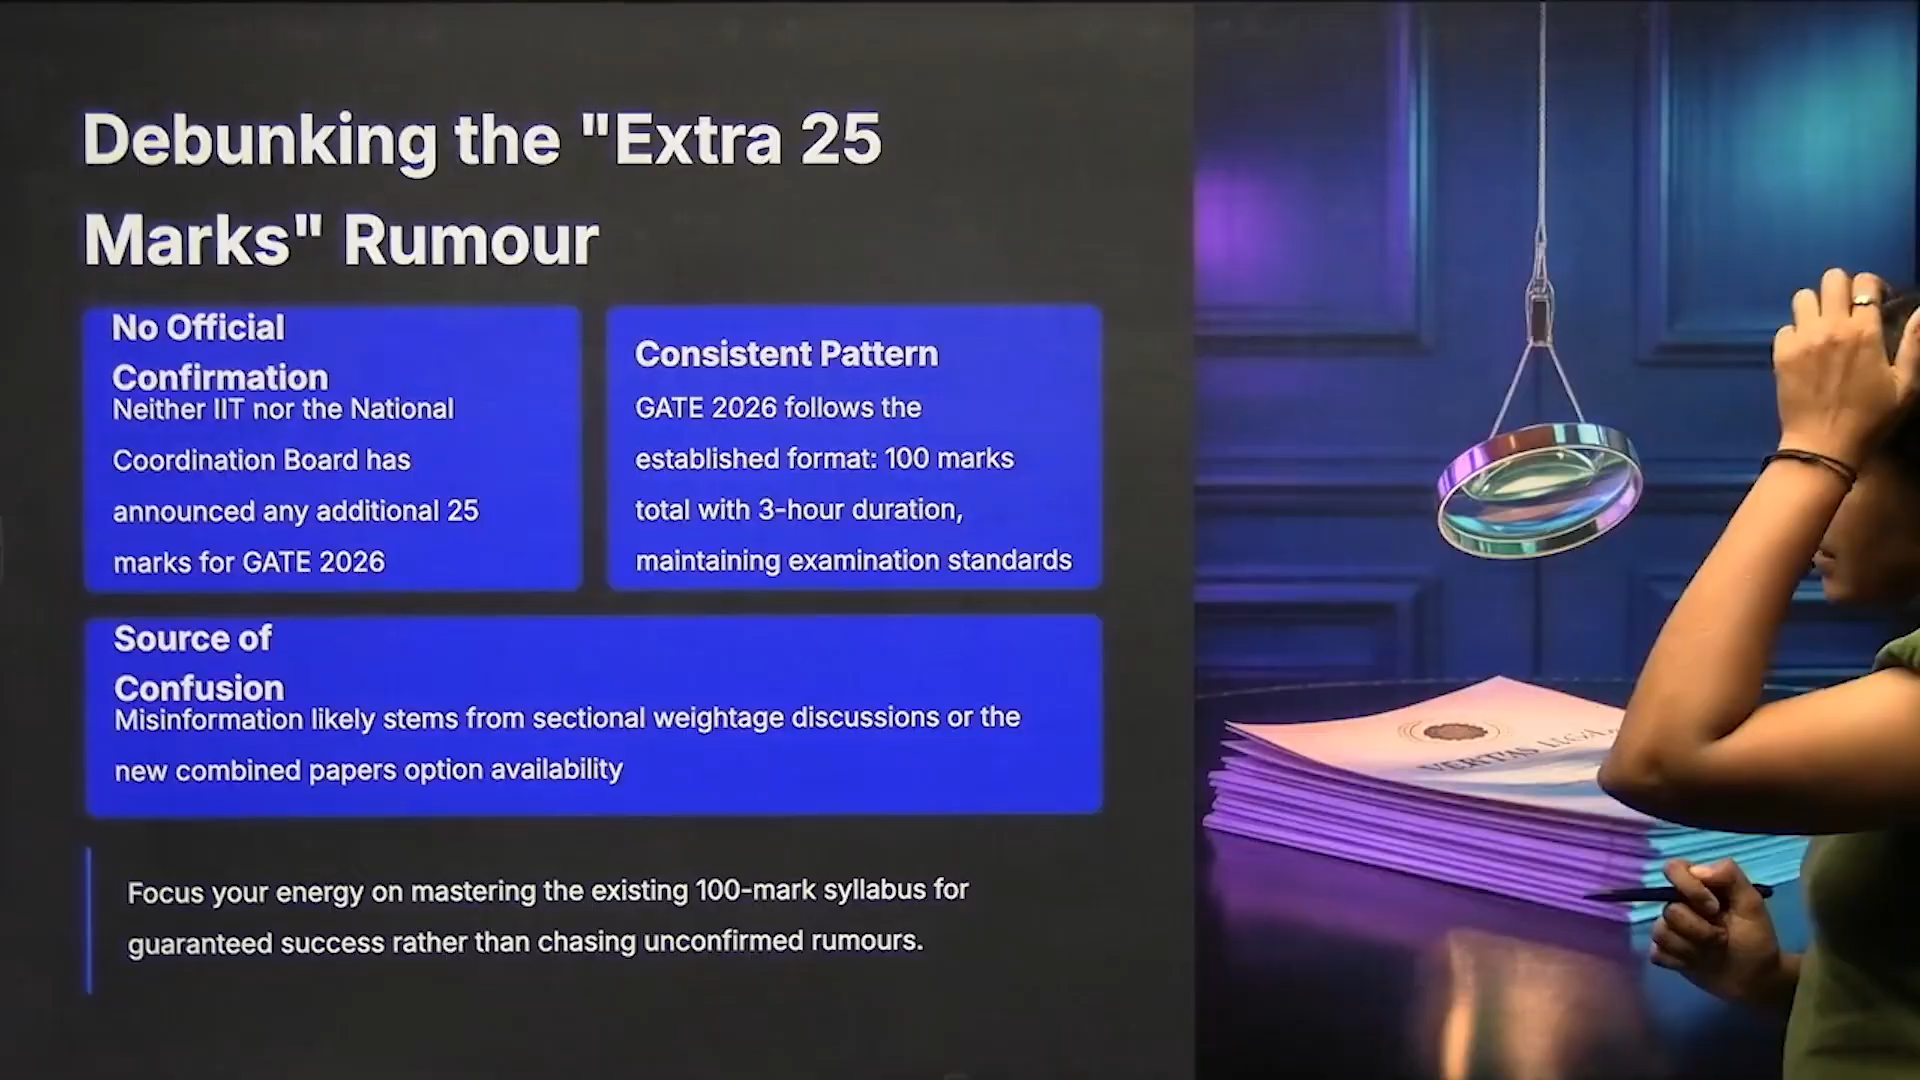 Debunking the "Extra 25
Marks" Rumour
No Official
Confirmation
Neither IIT nor the National
Coordination Board has
announced any additional 25
marks for GATE 2026
Consistent Pattern
GATE 2026 follows the
established format: 100 marks
total with 3-hour duration,
maintaining examination standards
Source of
Confusion
Misinformation likely stems from sectional weightage discussions or the
new combined papers option availability
Focus your energy on mastering the existing 100-mark syllabus for
guaranteed success rather than chasing unconfirmed rumours.
VERITAS